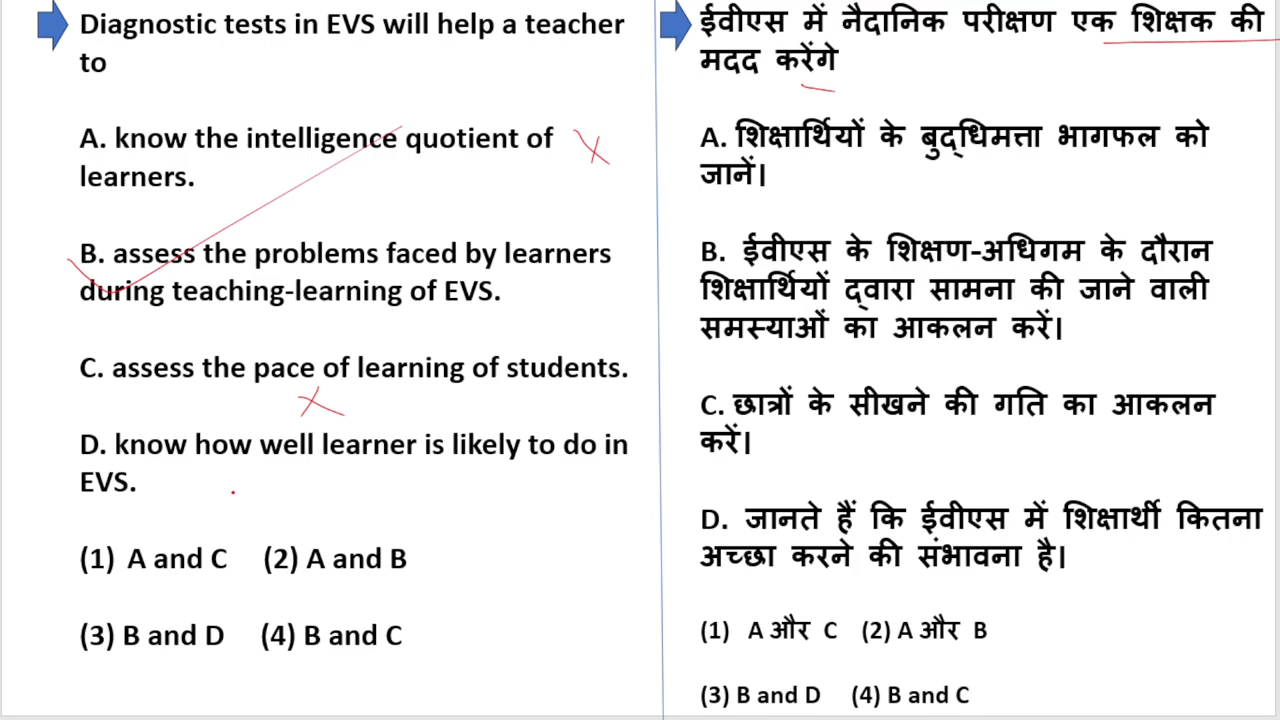 Diagnostic tests in EVS will help a teacher
to
A. know the intelligence quotient of
learners.
B. assess the problems faced by learners
during teaching-learning of EVS.
C. assess the pace of learning of students.
D. know how well learner is likely to do in
EVS.
(1) A and C (2) A and B
(3) B and D (4) B and C
ईवीएस में नैदानिक परीक्षण एक शिक्षक की
मदद करेंगे
A. शिक्षार्थियों के बुद्धिमत्ता भागफल को
जानें।
B. ईवीएस के शिक्षण-अधिगम के दौरान
शिक्षार्थियों द्वारा सामना की जाने वाली
समस्याओं का आकलन करें।
C. छात्रों के सीखने की गति का आकलन
करें।
D. जानते हैं कि ईवीएस में शिक्षार्थी कितना
अच्छा करने की संभावना है।
(1) A और C (2) A और B
(3) B and D (4) B and C